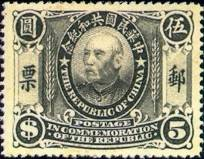 伍圓
中華民國共和紀念
郵票
THE REPUBLIC OF CHINA
POSTAGE
IN COMMEMORATION
OF THE REPUBLIC
$ 5